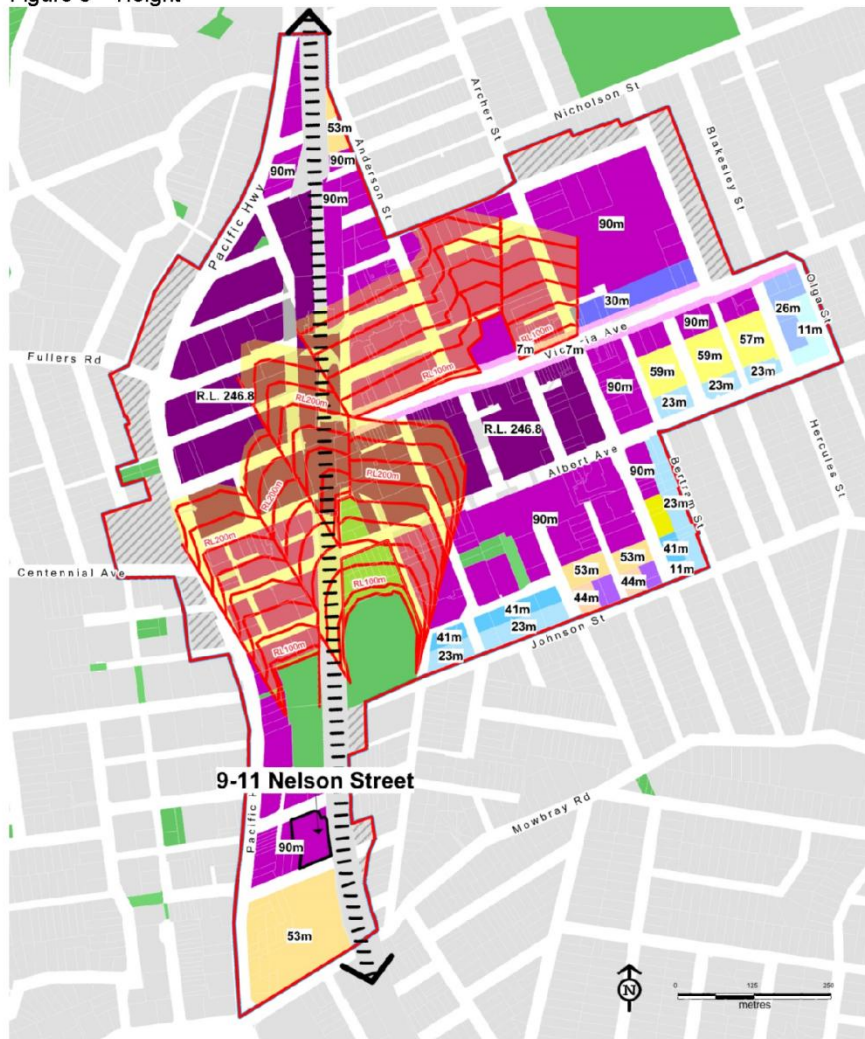 Figure 3 – Height
Archer St
Nicholson St
Blakesley St
53m
Anderson St
90m
90m
90m
Pacific Hwy
90m
Olga St
30m
26m
11m
Victoria Ave
7m
7m
RL100m
RL100m
90m
57m
59m
59m
23m
23m
23m
90m
Fullers Rd
R.L. 246.8
RL200m
R.L. 246.8
Hercules St
Albert Ave
RL200m
RL200m
RL200m
90m
90m
Bertram St
23m
41m
11m
Centennial Ave
RL100m
53m
53m
44m
44m
RL100m
41m
41m
23m
23m
Johnson St
9-11 Nelson Street
Pacific H
Mowbray Rd
90m
53m
N
0
125
250
metres